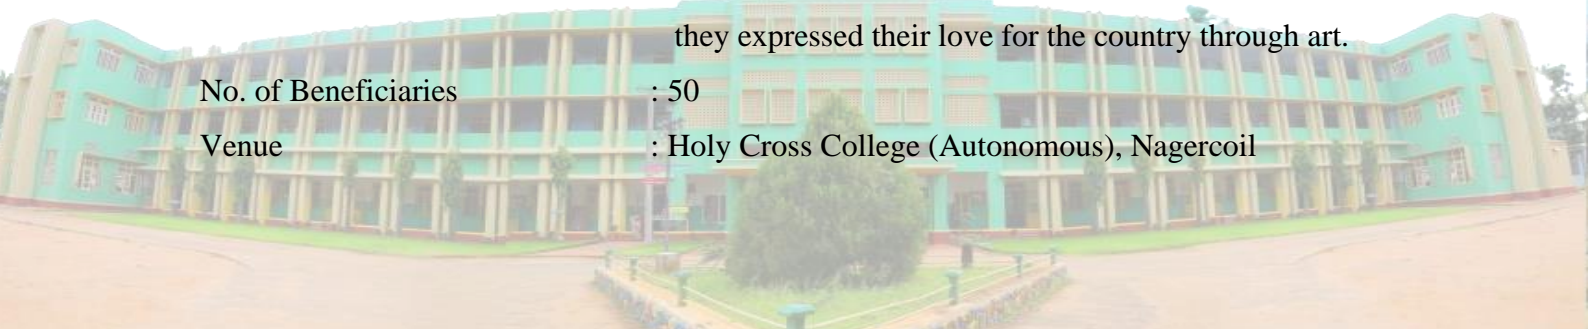 they expressed their love for the country through art.
No. of Beneficiaries : 50
Venue : Holy Cross College (Autonomous), Nagercoil